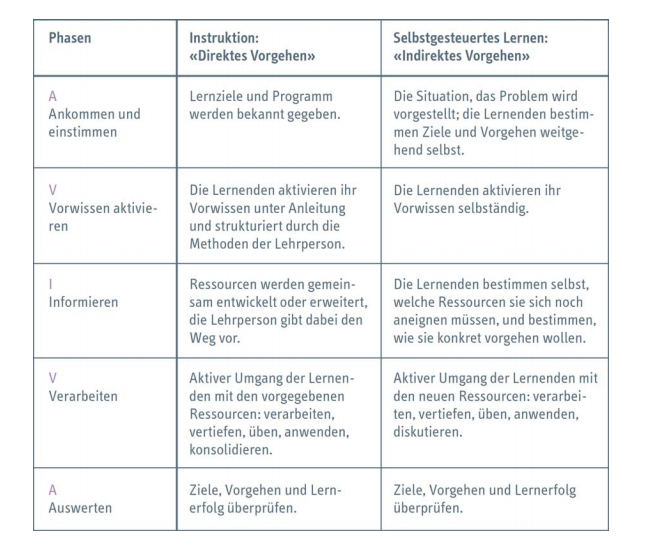 Phasen
Instruktion:
«Direktes Vorgehen»
Selbstgesteuertes Lernen:
«Indirektes Vorgehen»
A
Ankommen und
einstimmen
Lernziele und Programm
werden bekannt gegeben.
Die Situation, das Problem wird
vorgestellt; die Lernenden bestim-
men Ziele und Vorgehen weitge-
hend selbst.
V
Vorwissen aktivie-
ren
Die Lernenden aktivieren ihr
Vorwissen unter Anleitung
und strukturiert durch die
Methoden der Lehrperson.
Die Lernenden aktivieren ihr
Vorwissen selbständig.
I
Informieren
Ressourcen werden gemein-
sam entwickelt oder erweitert,
die Lehrperson gibt dabei den
Weg vor.
Die Lernenden bestimmen selbst,
welche Ressourcen sie sich noch
aneignen müssen, und bestimmen,
wie sie konkret vorgehen wollen.
V
Verarbeiten
Aktiver Umgang der Lernen-
den mit den vorgegebenen
Ressourcen: verarbeiten,
vertiefen, üben, anwenden,
konsolidieren.
Aktiver Umgang der Lernenden mit
den neuen Ressourcen: verarbei-
ten, vertiefen, üben, anwenden,
diskutieren.
A
Auswerten
Ziele, Vorgehen und Lern-
erfolg überprüfen.
Ziele, Vorgehen und Lernerfolg
überprüfen.